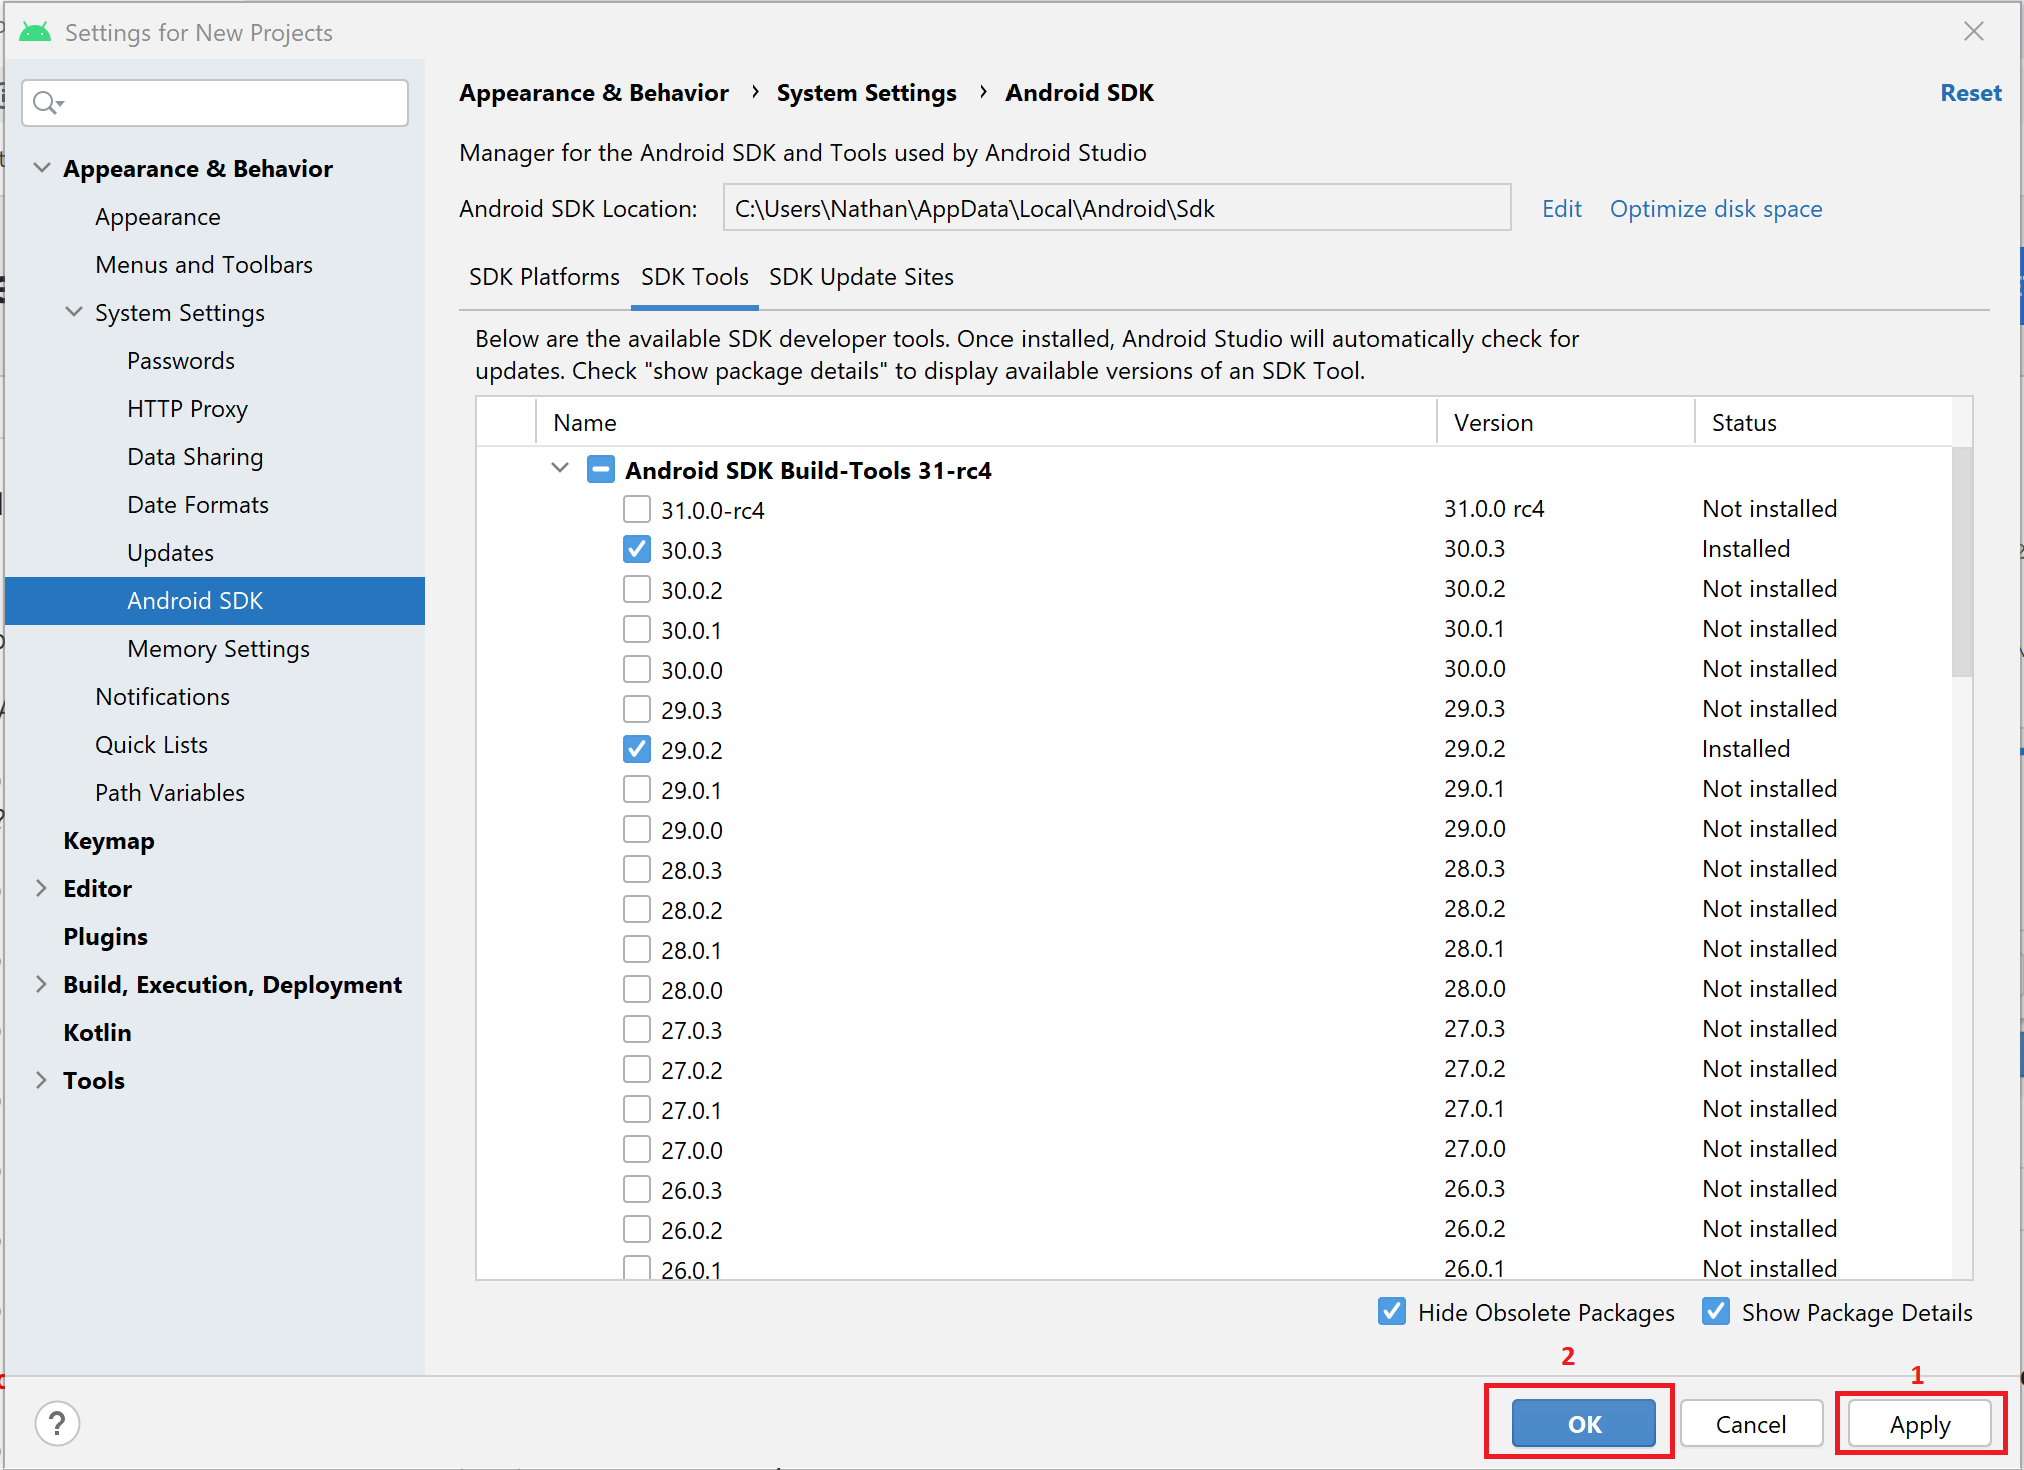 Settings for New Projects
Appearance & Behavior
Appearance
Menus and Toolbars
System Settings
Passwords
HTTP Proxy
Data Sharing
Date Formats
Updates
Android SDK
Memory Settings
Notifications
Quick Lists
Path Variables
Keymap
Editor
Plugins
Build, Execution, Deployment
Kotlin
Tools
Appearance & Behavior › System Settings › Android SDK Reset
Manager for the Android SDK and Tools used by Android Studio
Android SDK Location: C:\Users\Nathan\AppData\Local\Android\Sdk Edit Optimize disk space
SDK Platforms SDK Tools SDK Update Sites
Below are the available SDK developer tools. Once installed, Android Studio will automatically check for
updates. Check "show package details" to display available versions of an SDK Tool.
Name Version Status
Android SDK Build-Tools 31-rc4
31.0.0-rc4 31.0.0 rc4 Not installed
30.0.3 30.0.3 Installed
30.0.2 30.0.2 Not installed
30.0.1 30.0.1 Not installed
30.0.0 30.0.0 Not installed
29.0.3 29.0.3 Not installed
29.0.2 29.0.2 Installed
29.0.1 29.0.1 Not installed
29.0.0 29.0.0 Not installed
28.0.3 28.0.3 Not installed
28.0.2 28.0.2 Not installed
28.0.1 28.0.1 Not installed
28.0.0 28.0.0 Not installed
27.0.3 27.0.3 Not installed
27.0.2 27.0.2 Not installed
27.0.1 27.0.1 Not installed
27.0.0 27.0.0 Not installed
26.0.3 26.0.3 Not installed
26.0.2 26.0.2 Not installed
26.0.1 26.0.1 Not installed
Hide Obsolete Packages Show Package Details
2 1
? OK Cancel Apply